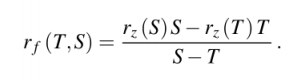 r_f (T, S) = \frac{r_z (S) S − r_z (T) T}{S − T} .